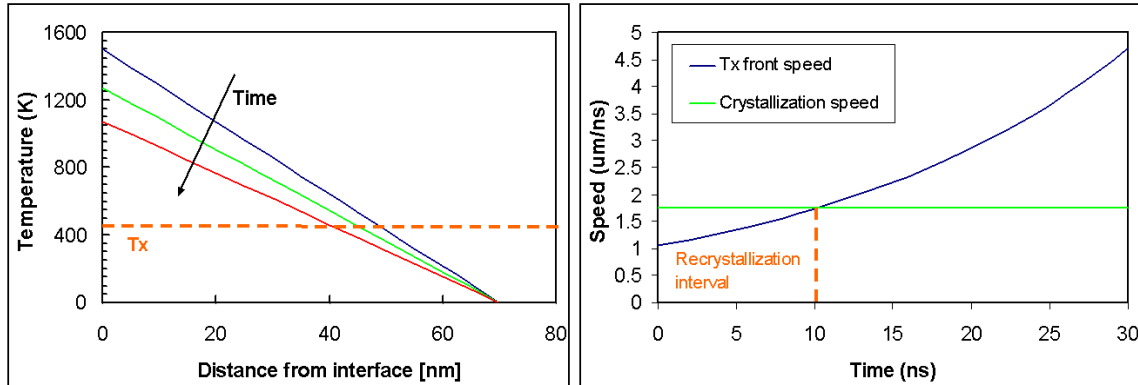 1600
1200
800
400
0
Temperature (K)
Time
Tx
0
20
40
60
80
Distance from interface [nm]
5
4.5
4
3.5
3
2.5
2
1.5
1
0.5
0
Speed (um/ns)
Tx front speed
Crystallization speed
Recrystallization
interval
0
5
10
15
20
25
30
Time (ns)